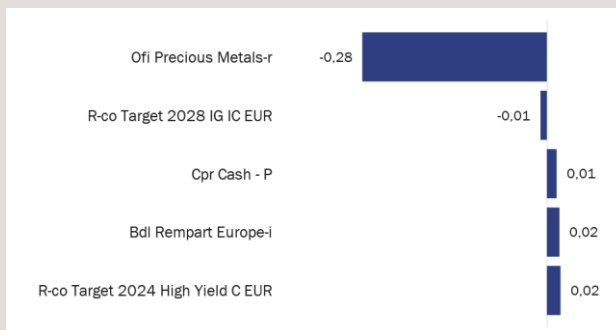 Ofi Precious Metals-r -0,28
R-co Target 2028 IG IC EUR -0,01
Cpr Cash - P 0,01
Bdl Rempart Europe-i 0,02
R-co Target 2024 High Yield C EUR 0,02